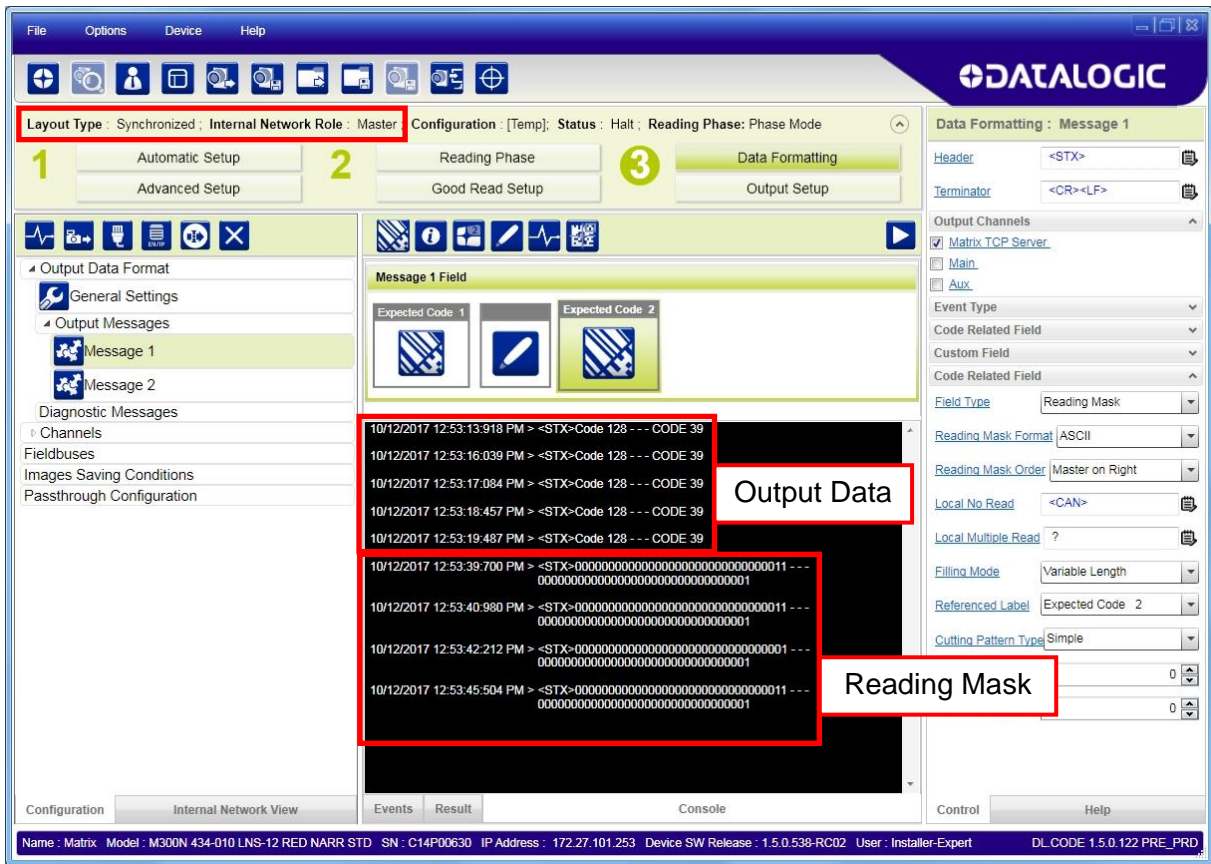 File Options Device Help
DATALOGIC
Layout Type : Synchronized ; Internal Network Role : Master ; Configuration : [Temp]; Status : Halt ; Reading Phase: Phase Mode
1 Automatic Setup 2 Reading Phase 3 Data Formatting
Advanced Setup Good Read Setup Output Setup
Output Data Format
General Settings
Output Messages
Message 1
Message 2
Diagnostic Messages
Channels
Fieldbuses
Images Saving Conditions
Passthrough Configuration
Configuration Internal Network View
Message 1 Field
Expected Code 1 Expected Code 2
10/12/2017 12:53:13:918 PM > <STX>Code 128 - - - CODE 39
10/12/2017 12:53:16:039 PM > <STX>Code 128 - - - CODE 39
10/12/2017 12:53:17:084 PM > <STX>Code 128 - - - CODE 39
10/12/2017 12:53:18:457 PM > <STX>Code 128 - - - CODE 39
10/12/2017 12:53:19:487 PM > <STX>Code 128 - - - CODE 39
Output Data
10/12/2017 12:53:39:700 PM > <STX>00000000000000000000000000000011 - - -
00000000000000000000000000000001
10/12/2017 12:53:40:980 PM > <STX>00000000000000000000000000000011 - - -
00000000000000000000000000000001
10/12/2017 12:53:42:212 PM > <STX>00000000000000000000000000000001 - - -
00000000000000000000000000000001
10/12/2017 12:53:45:504 PM > <STX>00000000000000000000000000000011 - - -
00000000000000000000000000000001
Reading Mask
Events Result Console
Data Formatting : Message 1
Header <STX>
Terminator <CR><LF>
Output Channels
Matrix TCP Server
Main
Aux
Event Type
Code Related Field
Custom Field
Code Related Field
Field Type Reading Mask
Reading Mask Format ASCII
Reading Mask Order Master on Right
Local No Read <CAN>
Local Multiple Read ?
Filling Mode Variable Length
Referenced Label Expected Code 2
Cutting Pattern Type Simple
0
0
Control Help
Name : Matrix Model : M300N 434-010 LNS-12 RED NARR STD SN : C14P00630 IP Address : 172.27.101.253 Device SW Release : 1.5.0.538-RC02 User : Installer-Expert DL.CODE 1.5.0.122 PRE_PRD